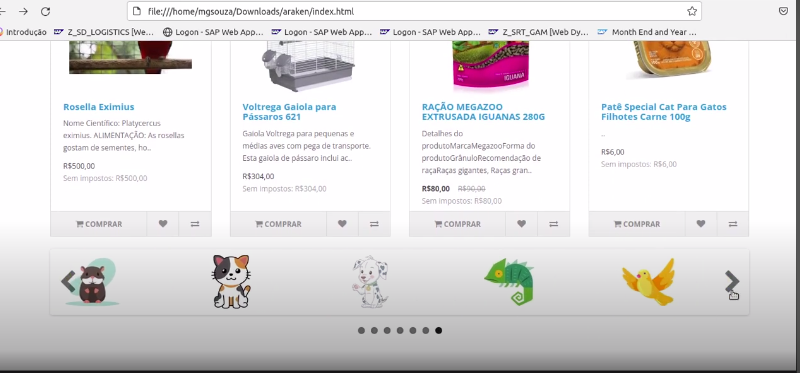 file:///home/mgsouza/Downloads/araken/index.html
Introdução
Z_SD_LOGISTICS [We…
Logon - SAP Web App…
Logon - SAP Web App…
Logon - SAP Web App…
Z_SRT_GAM [Web Dy…
Month End and Year …
IGUANA
Rosella Eximius
Nome Científico: Platycercus
eximius. ALIMENTAÇÃO: As rosellas
gostam de sementes, ho..
R$500,00
Sem impostos: R$500,00
COMPRAR
Voltrega Gaiola para
Pássaros 621
Gaiola Voltrega para pequenas e
médias aves com pega de transporte.
Esta gaiola de pássaro inclui ac..
R$304,00
Sem impostos: R$304,00
COMPRAR
RAÇÃO MEGAZOO
EXTRUSADA IGUANAS 280G
Detalhes do
produtoMarcaMegazooForma do
produtoGrânuloRecomendação de
raçaRaças gigantes, Raças gran..
R$80,00 R$90,00
Sem impostos: R$80,00
COMPRAR
Patê Special Cat Para Gatos
Filhotes Carne 100g
..
R$6,00
Sem impostos: R$6,00
COMPRAR